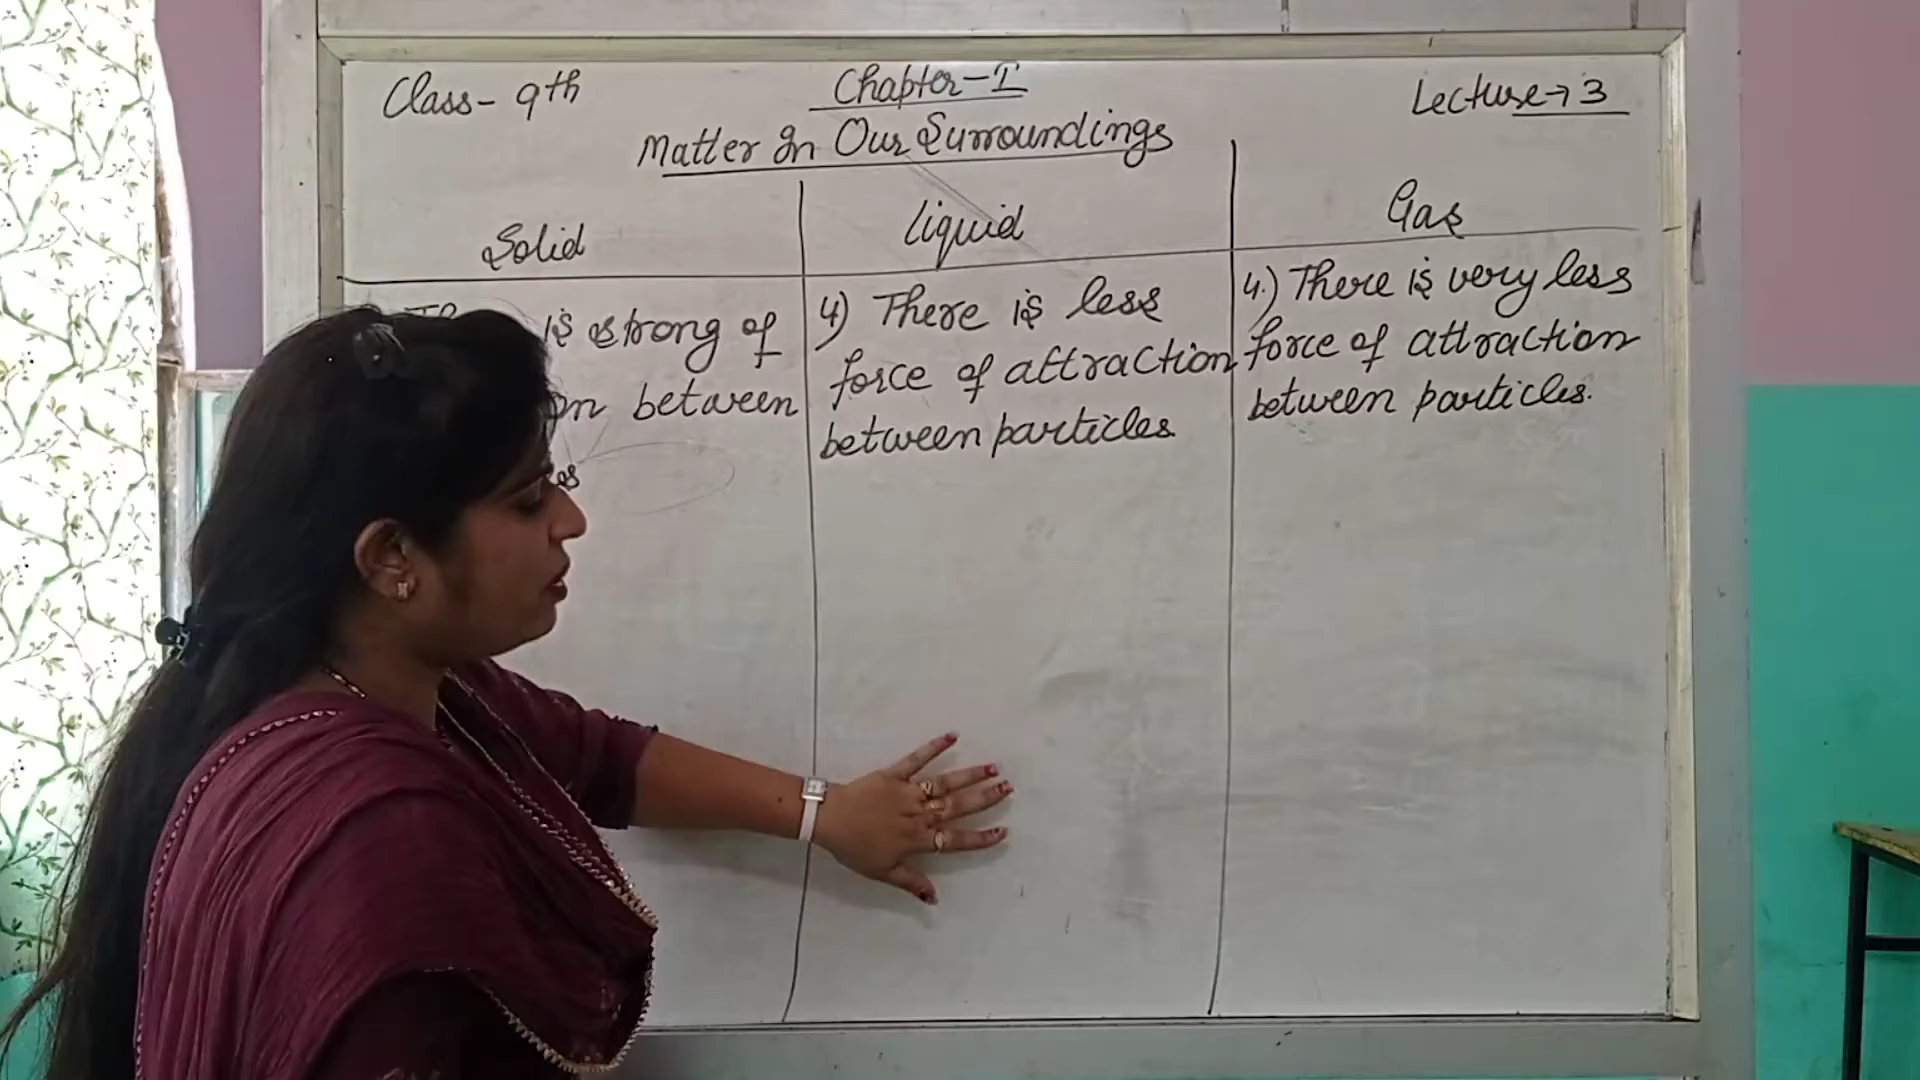 Class- 9th
Chapter-I
Lecture→3
Matter In Our Surroundings
Solid
Liquid
Gas
is strong of
between
4) There is less
force of attraction
between particles
4.) There is very less
force of attraction
between particles.